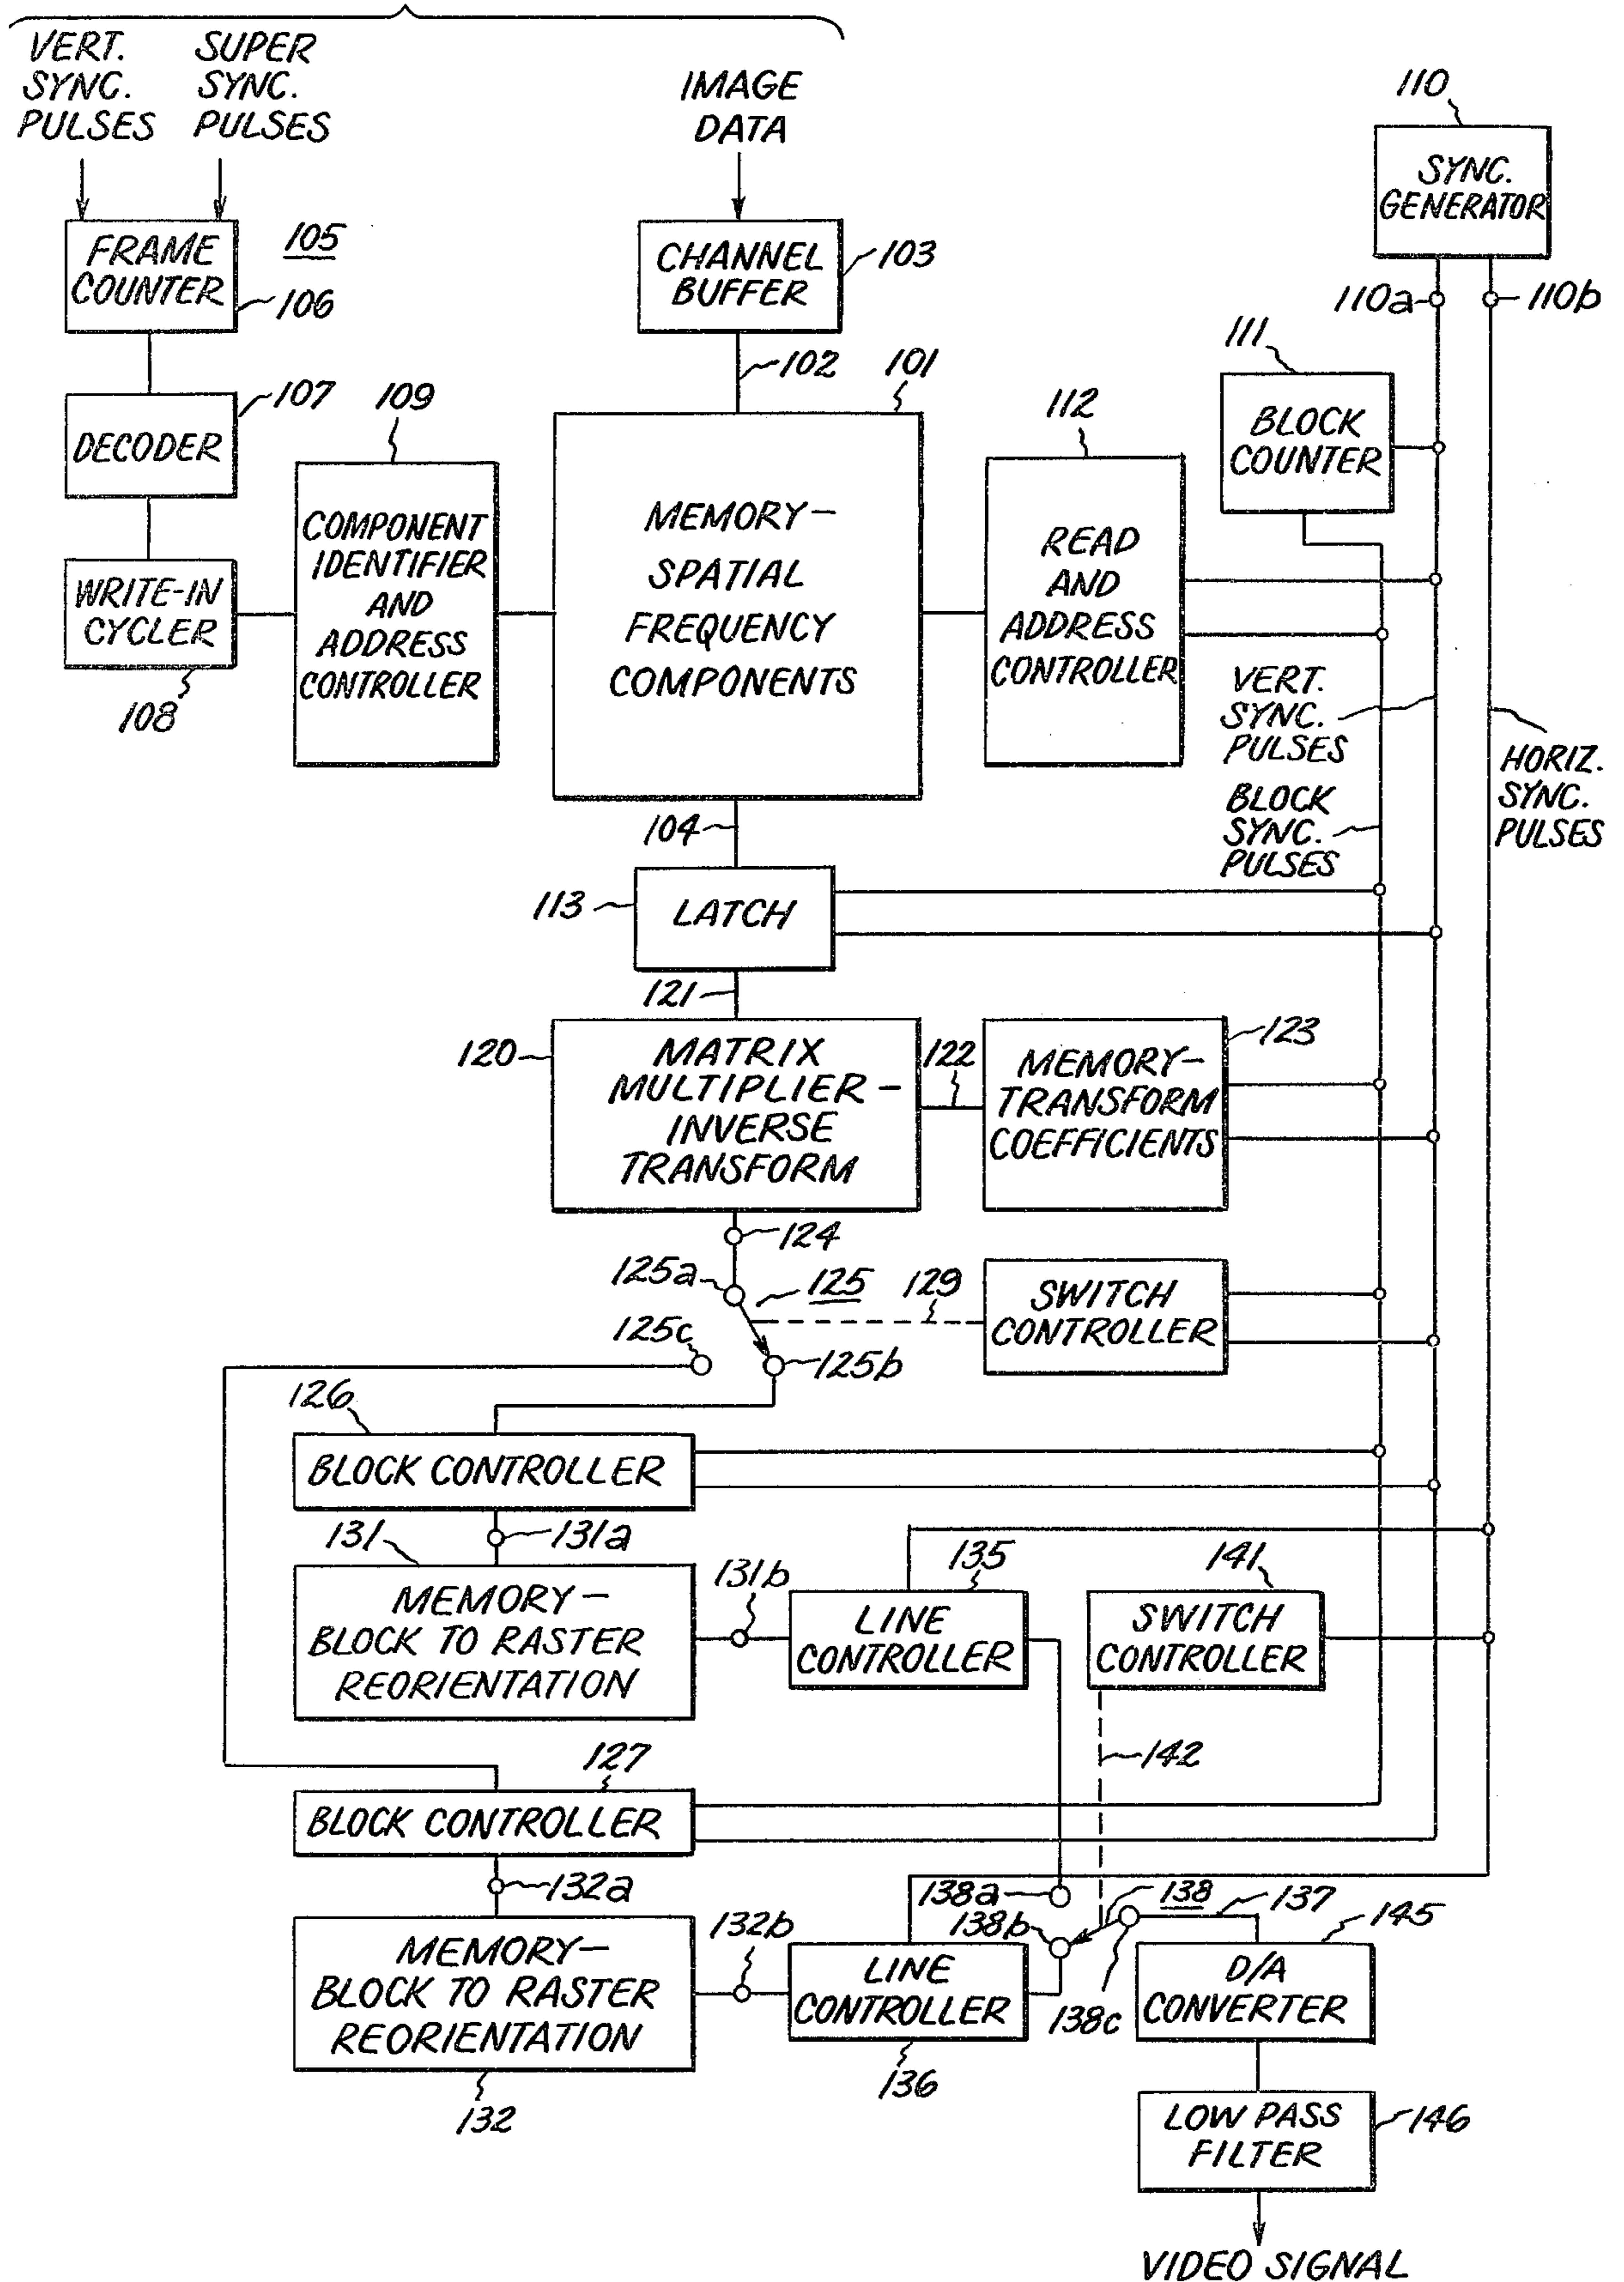 VERT.
SYNC.
PULSES
SUPER
SYNC.
PULSES
IMAGE
DATA
110
SYNC.
GENERATOR
110a
110b
FRAME
COUNTER
105
106
CHANNEL
BUFFER
103
102
101
111
BLOCK
COUNTER
107
DECODER
109
112
WRITE-IN
CYCLER
108
COMPONENT
IDENTIFIER
AND
ADDRESS
CONTROLLER
MEMORY-
SPATIAL
FREQUENCY
COMPONENTS
READ
AND
ADDRESS
CONTROLLER
VERT.
SYNC.
PULSES
BLOCK
SYNC.
PULSES
HORIZ.
SYNC.
PULSES
104
113
LATCH
121
120
MATRIX
MULTIPLIER-
INVERSE
TRANSFORM
122
MEMORY-
TRANSFORM
COEFFICIENTS
123
124
125a
125
129
SWITCH
CONTROLLER
125c
125b
126
BLOCK CONTROLLER
131
131a
MEMORY-
BLOCK TO RASTER
REORIENTATION
131b
135
LINE
CONTROLLER
141
SWITCH
CONTROLLER
142
127
BLOCK CONTROLLER
132a
138a
138
137
145
138b
138c
MEMORY-
BLOCK TO RASTER
REORIENTATION
132
132b
LINE
CONTROLLER
136
D/A
CONVERTER
LOW PASS
FILTER
146
VIDEO SIGNAL